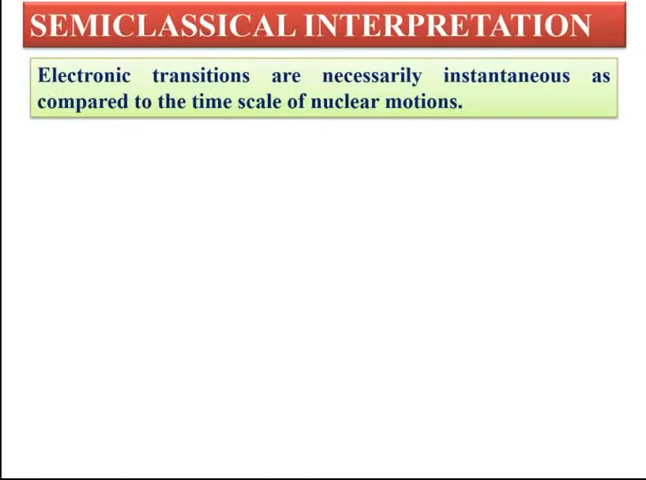 SEMICLASSICAL INTERPRETATION
Electronic transitions are necessarily instantaneous as
compared to the time scale of nuclear motions.